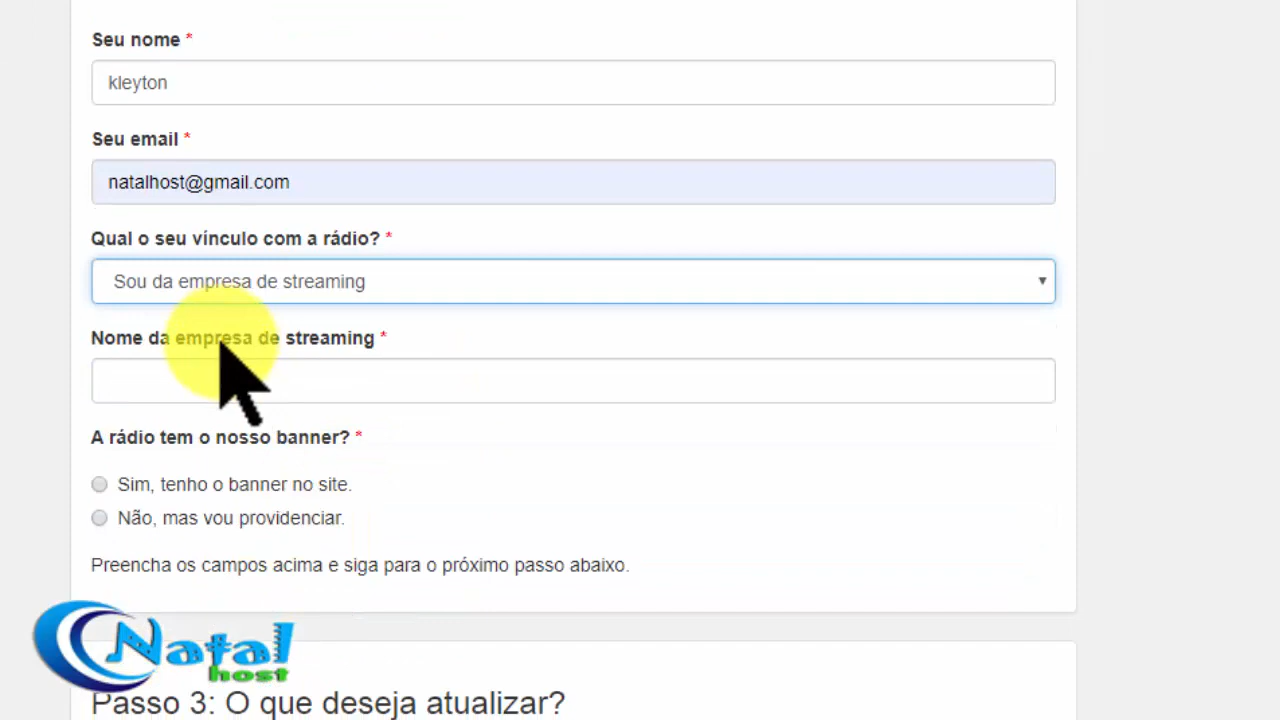 Seu nome *
kleyton
Seu email *
natalhost@gmail.com
Qual o seu vínculo com a rádio? *
Sou da empresa de streaming
Nome da empresa de streaming *
A rádio tem o nosso banner? *
Sim, tenho o banner no site.
Não, mas vou providenciar.
Preencha os campos acima e siga para o próximo passo abaixo.
Natal
host
Passo 3: O que deseja atualizar?